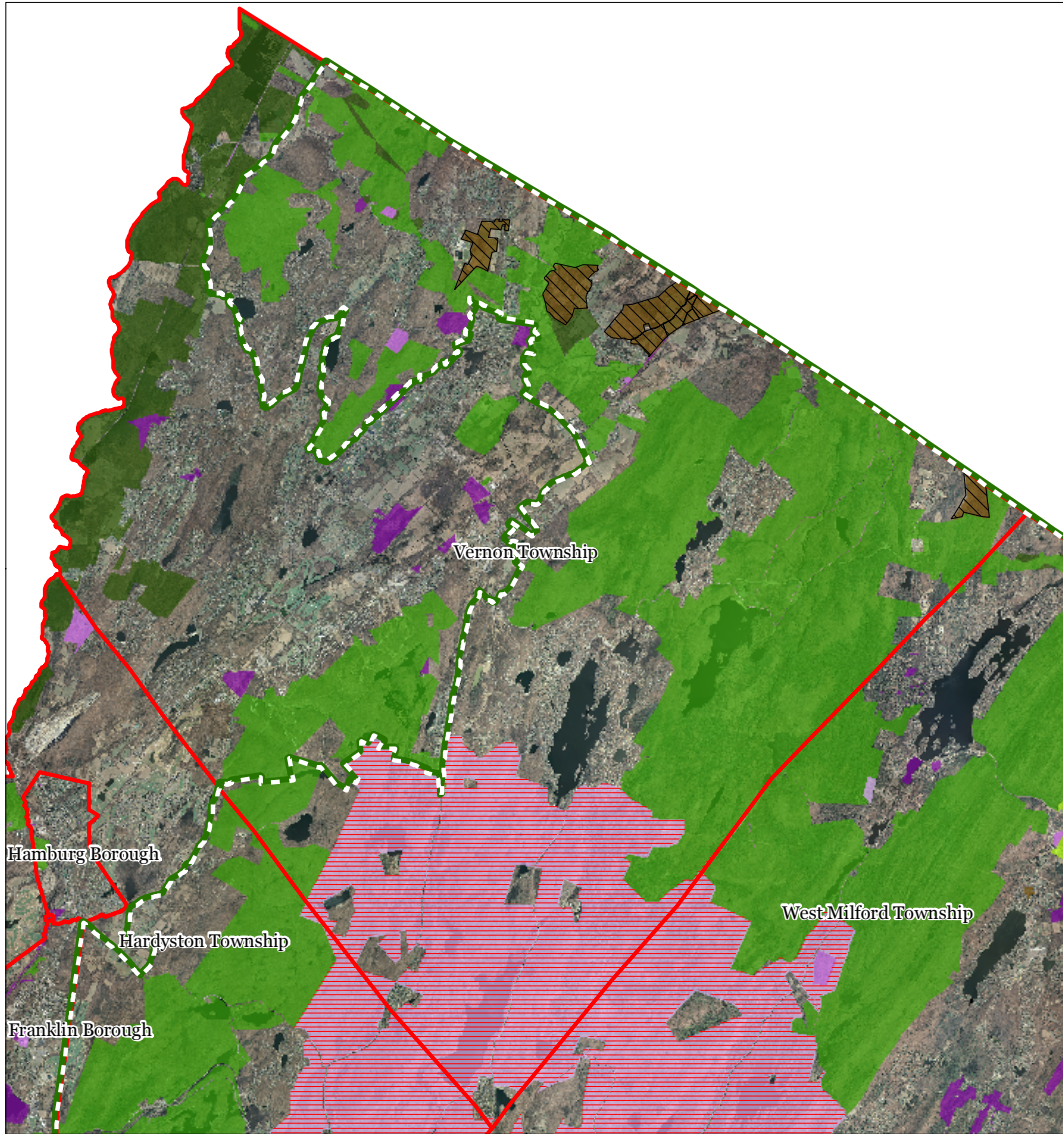 Vernon Township
Hamburg Borough
West Milford Township
Hardyston Township
Franklin Borough